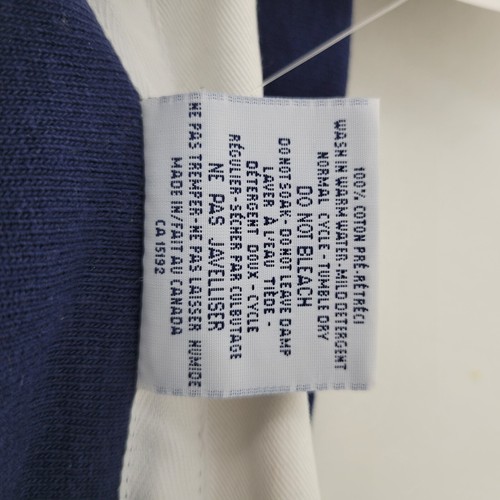 100% COTON PRÉ-RÉTRÉCI
WASH IN WARM WATER-MILD DETERGENT
NORMAL CYCLE-TUMBLE DRY
DO NOT BLEACH
DO NOT SOAK-DO NOT LEAVE DAMP
LAVER À L'EAU TIÈDE-
DÉTERGENT DOUX-CYCLE
RÉGULIER-SÉCHER PAR CULBUTAGE
NE PAS JAVELLISER
NE PAS TREMPER-NE PAS LAISSER HUMIDE
MADE IN/FAIT AU CANADA
CA 15192